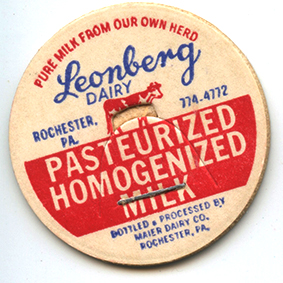 PURE MILK FROM OUR OWN HERD
Leonberg
DAIRY
ROCHESTER,
PA.
774-4772
PASTEURIZED
HOMOGENIZED
MILK
BOTTLED & PROCESSED BY
MAIER DAIRY CO.
ROCHESTER, PA.